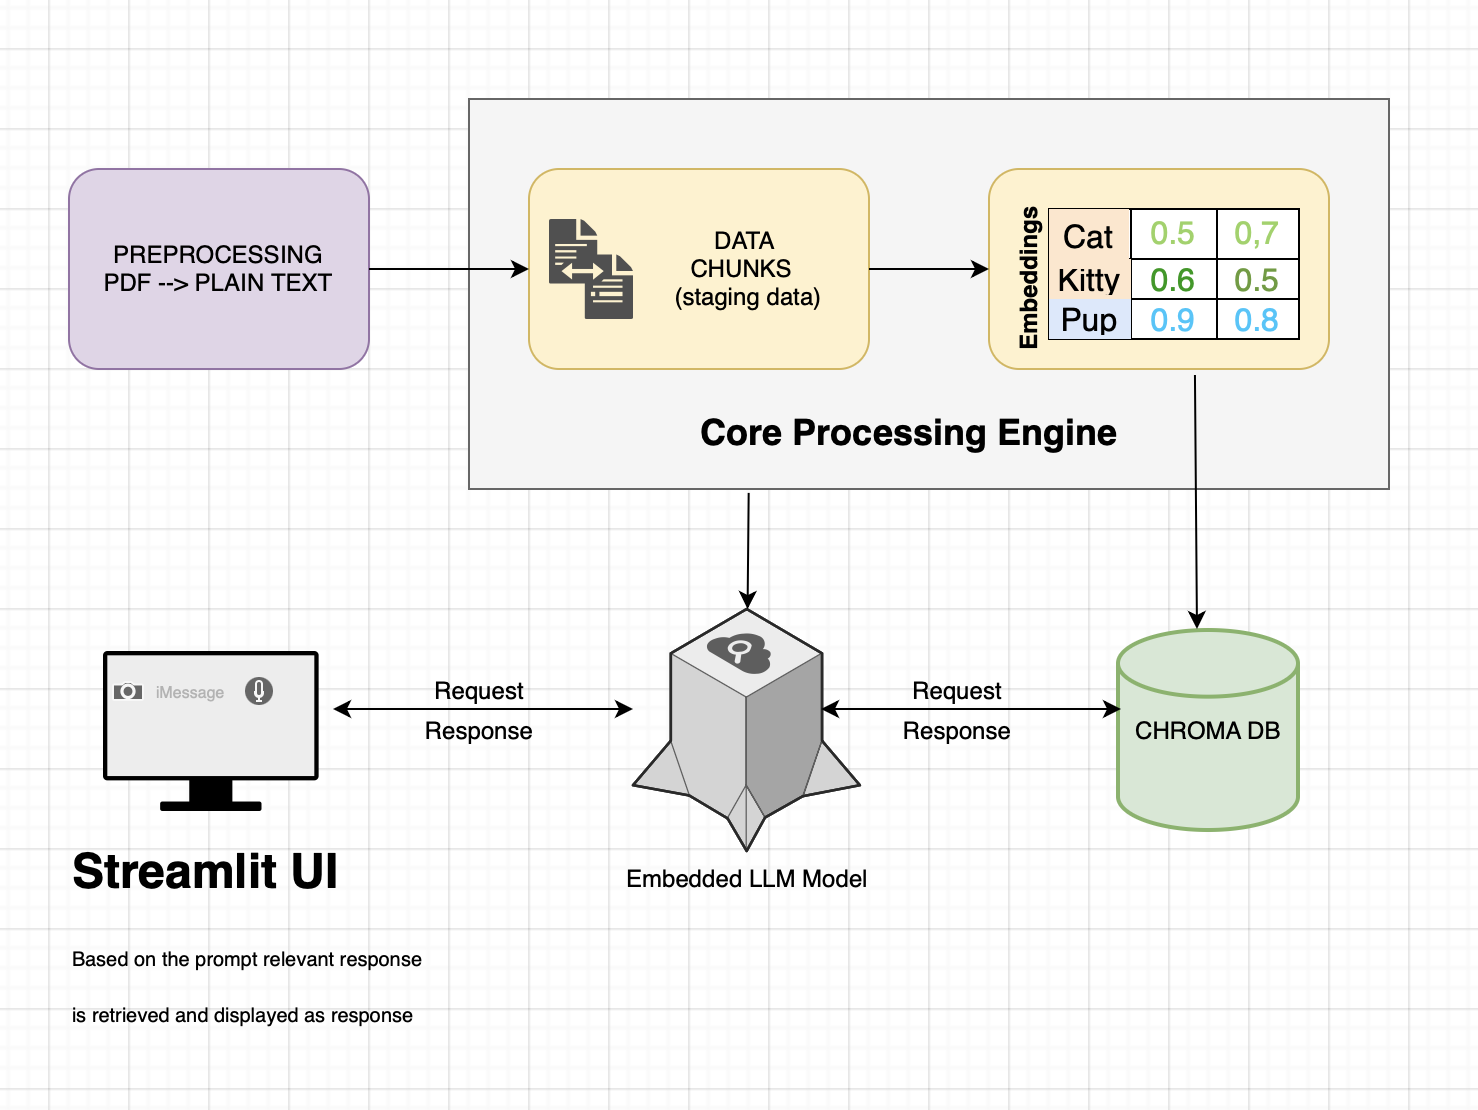 PREPROCESSING
PDF --> PLAIN TEXT
DATA
CHUNKS
(staging data)
Embeddings
Cat 0.5 0,7
Kitty 0.6 0.5
Pup 0.9 0.8
Core Processing Engine
iMessage
Request
Response
Request
Response
CHROMA DB
Streamlit UI
Embedded LLM Model
Based on the prompt relevant response
is retrieved and displayed as response